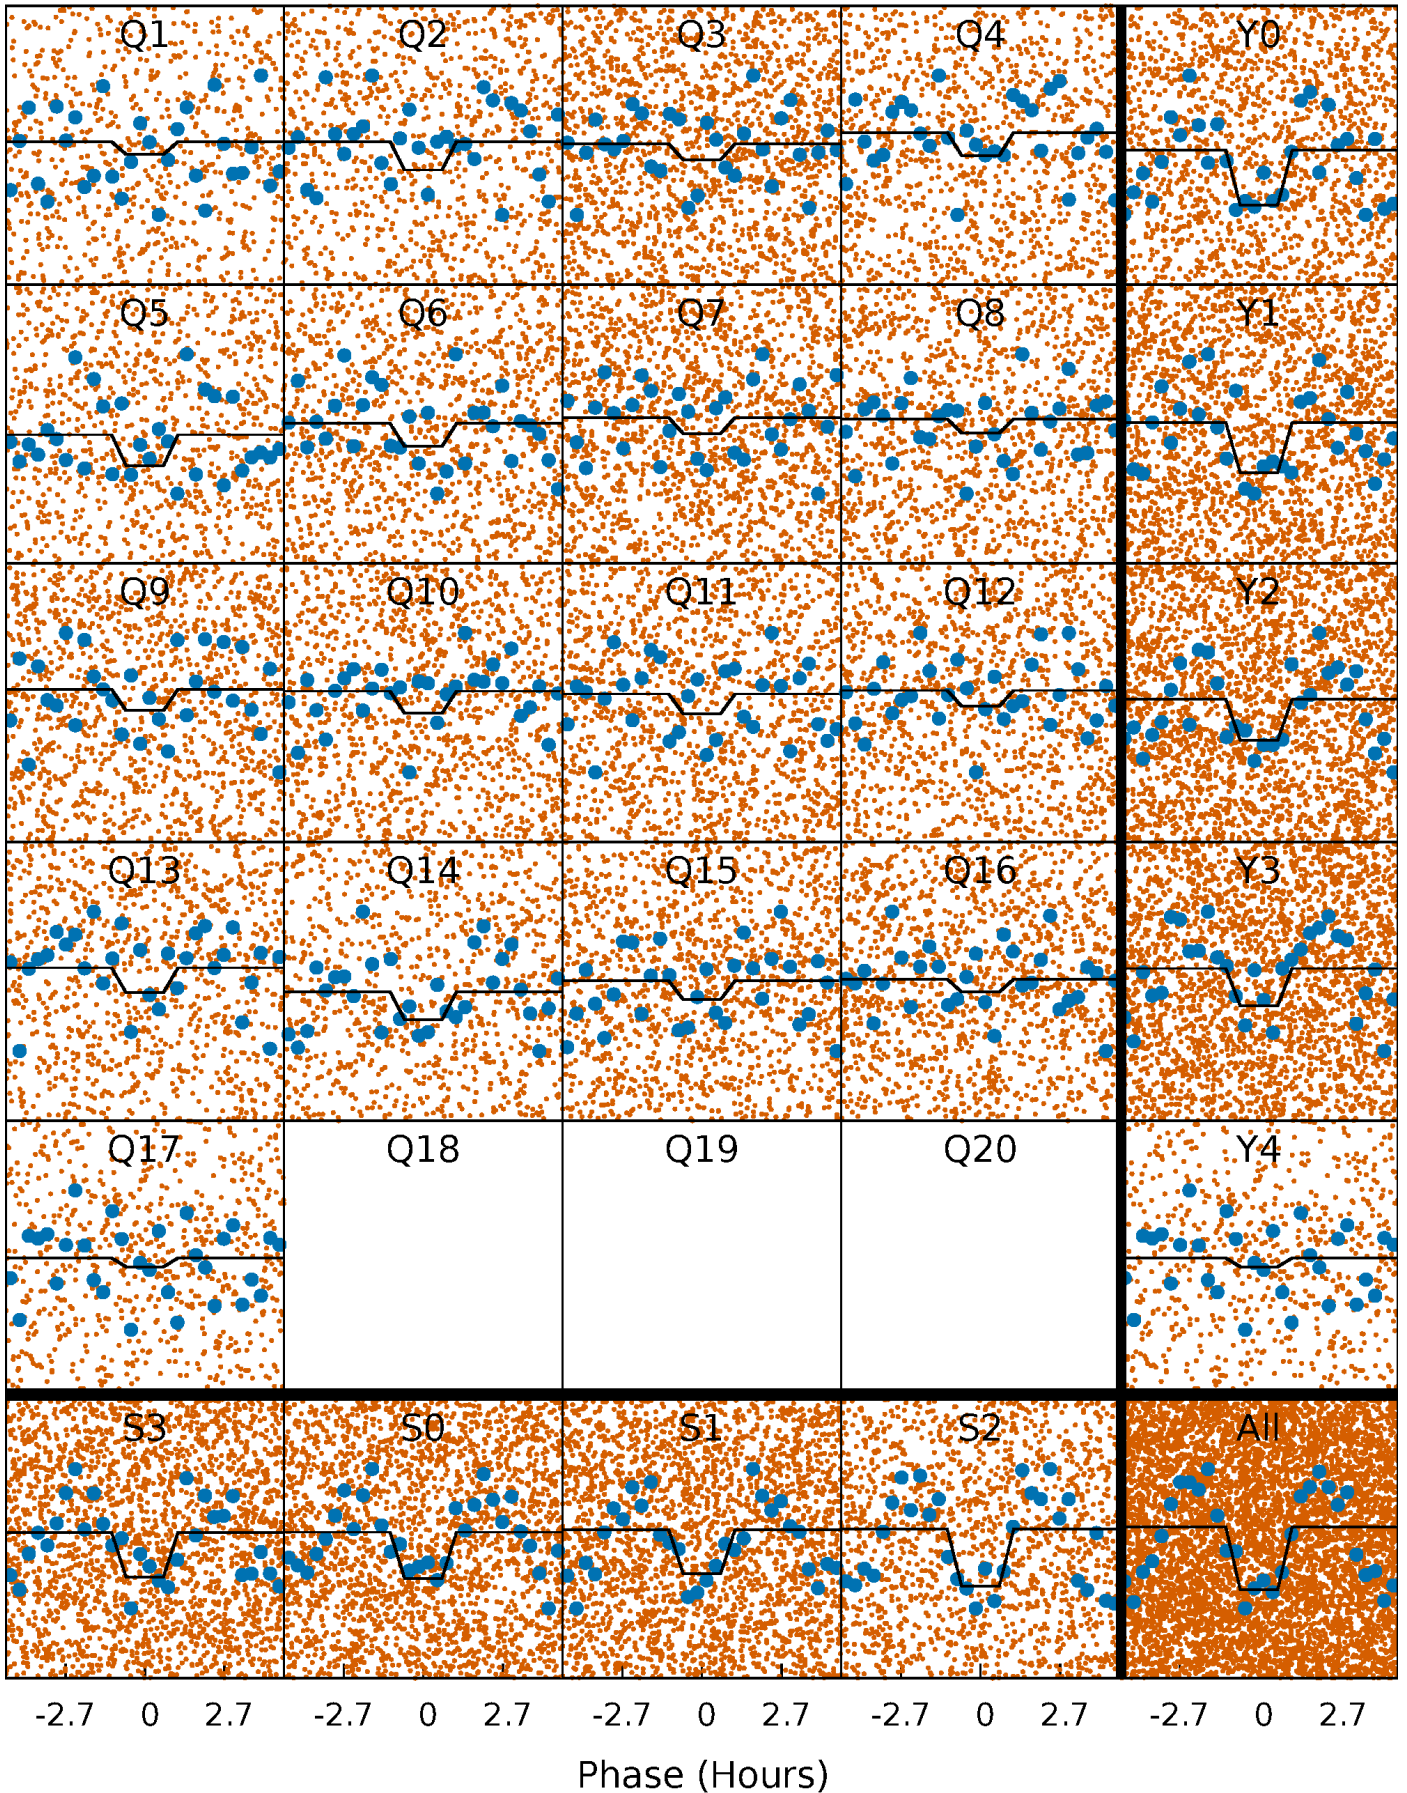 Q1 Q2 Q3 Q4 Y0
Q5 Q6 Q7 Q8 Y1
Q9 Q10 Q11 Q12 Y2
Q13 Q14 Q15 Q16 Y3
Q17 Q18 Q19 Q20 Y4
S3 S0 S1 S2 All
-2.7 0 2.7 -2.7 0 2.7 -2.7 0 2.7 -2.7 0 2.7 -2.7 0 2.7
Phase (Hours)